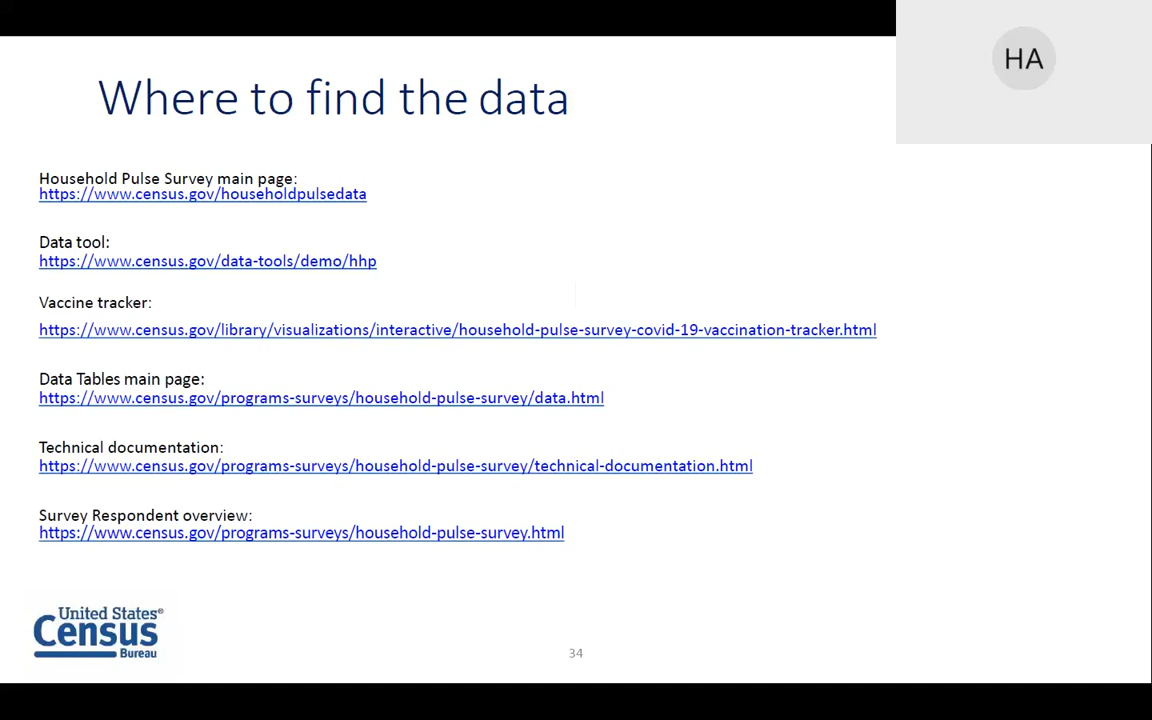 HA
Where to find the data
Household Pulse Survey main page:
https://www.census.gov/householdpulsedata
Data tool:
https://www.census.gov/data-tools/demo/hhp
Vaccine tracker:
https://www.census.gov/library/visualizations/interactive/household-pulse-survey-covid-19-vaccination-tracker.html
Data Tables main page:
https://www.census.gov/programs-surveys/household-pulse-survey/data.html
Technical documentation:
https://www.census.gov/programs-surveys/household-pulse-survey/technical-documentation.html
Survey Respondent overview:
https://www.census.gov/programs-surveys/household-pulse-survey.html
United States®
Census
Bureau
34